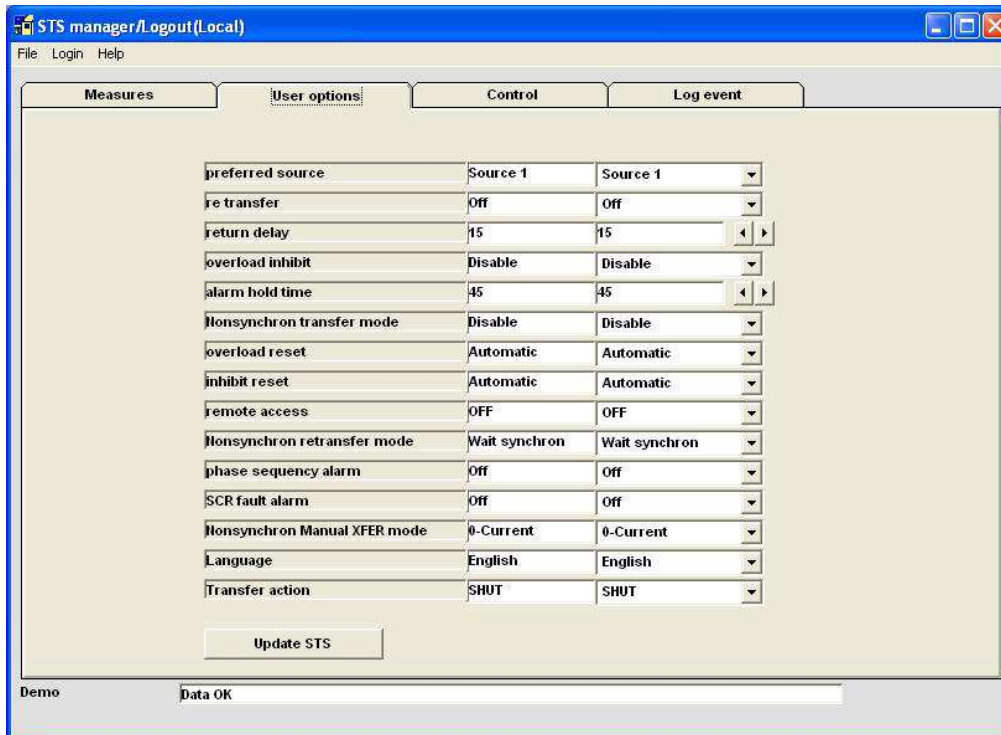 STS manager/Logout(Local)
File Login Help
Measures User options Control Log event
preferred source Source 1 Source 1
re transfer Off Off
return delay 15 15
overload inhibit Disable Disable
alarm hold time 45 45
Nonsynchron transfer mode Disable Disable
overload reset Automatic Automatic
inhibit reset Automatic Automatic
remote access OFF OFF
Nonsynchron retransfer mode Wait synchron Wait synchron
phase sequency alarm Off Off
SCR fault alarm Off Off
Nonsynchron Manual XFER mode 0-Current 0-Current
Language English English
Transfer action SHUT SHUT
Update STS
Demo Data OK